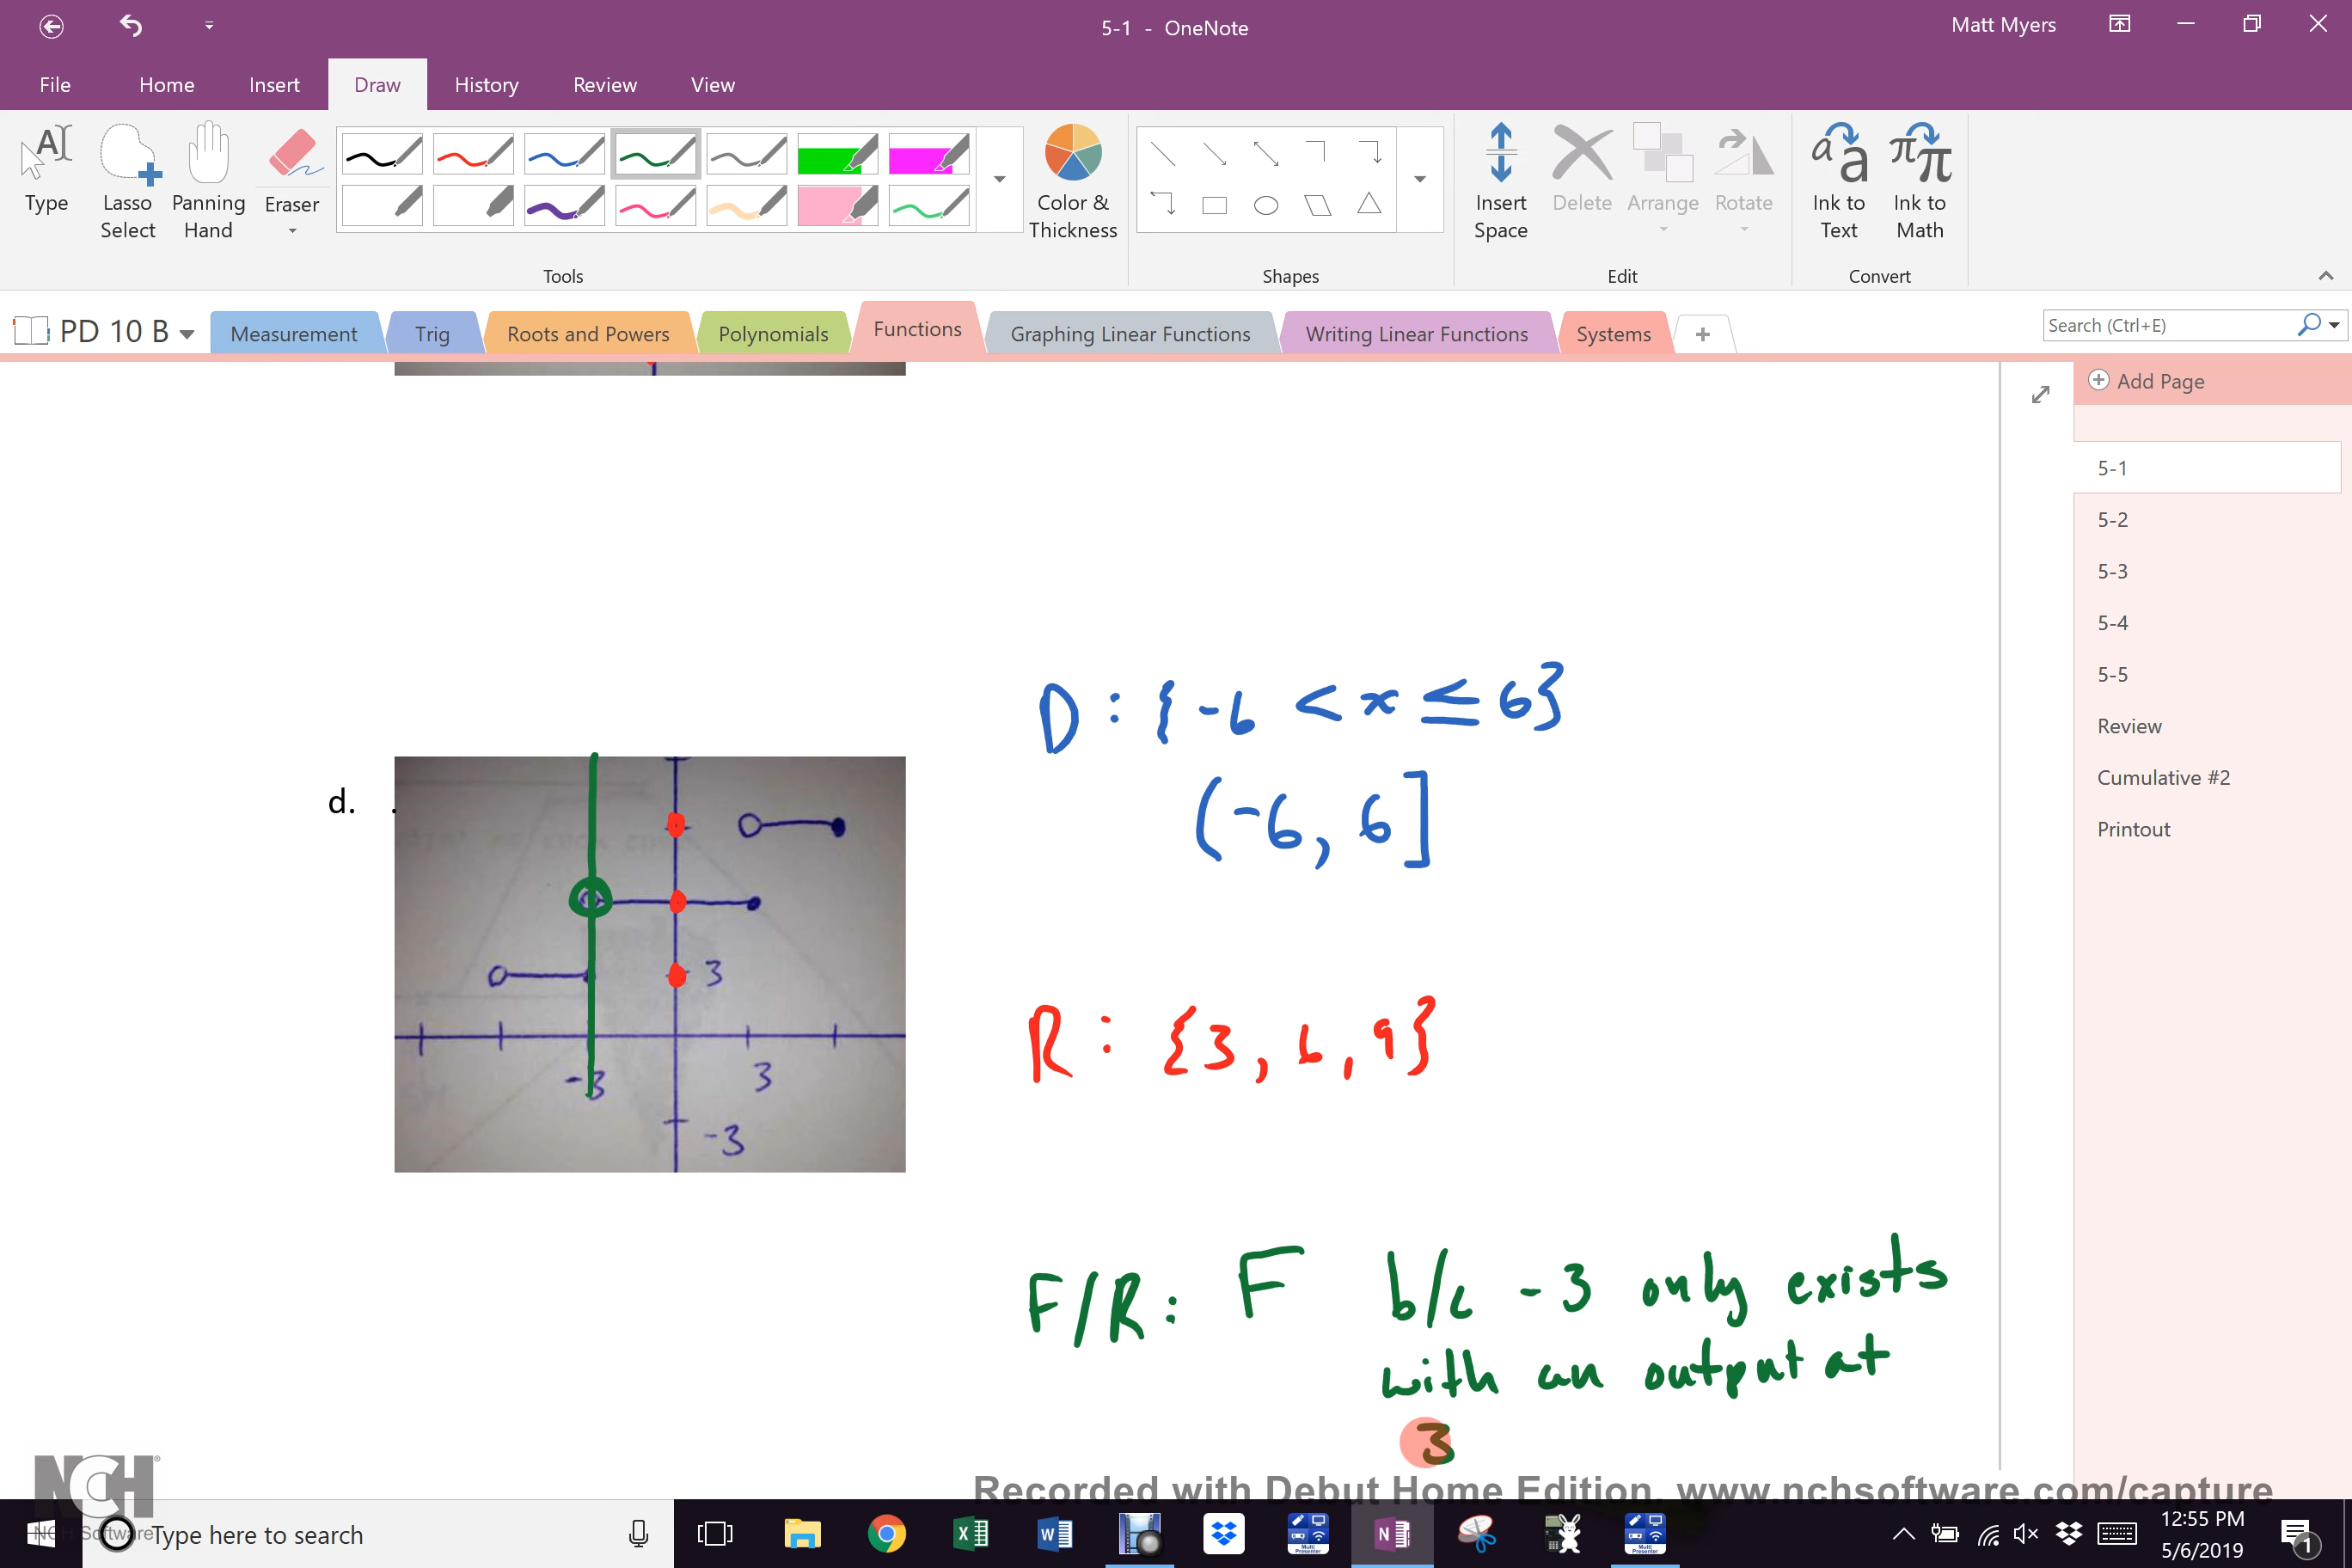 5-1 - OneNote
Matt Myers
File Home Insert Draw History Review View
Type
Lasso Select
Panning Hand
Eraser
Color & Thickness
Insert Space
Delete
Arrange
Rotate
Ink to Text
Ink to Math
Tools
Shapes
Edit
Convert
PD 10 B
Measurement
Trig
Roots and Powers
Polynomials
Functions
Graphing Linear Functions
Writing Linear Functions
Systems
Search (Ctrl+E)
Add Page
5-1
5-2
5-3
5-4
5-5
Review
Cumulative #2
Printout
D : { -6 < x ≤ 6}
(-6, 6]
d. .
3
-3
3
-3
R : {3, 6, 9}
F/R: F b/c -3 only exists
with an output at
3
NCH
NCH Software
Recorded with Debut Home Edition. www.nchsoftware.com/capture
Type here to search
12:55 PM
5/6/2019
1